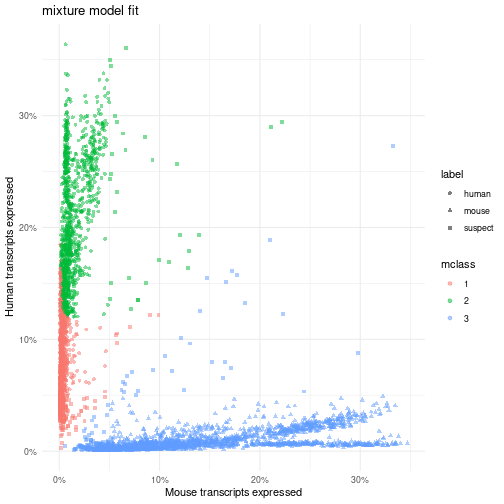 mixture model fit
Human transcripts expressed
30%
20%
10%
0%
0%
10%
20%
30%
Mouse transcripts expressed
label
human
mouse
suspect
mclass
1
2
3